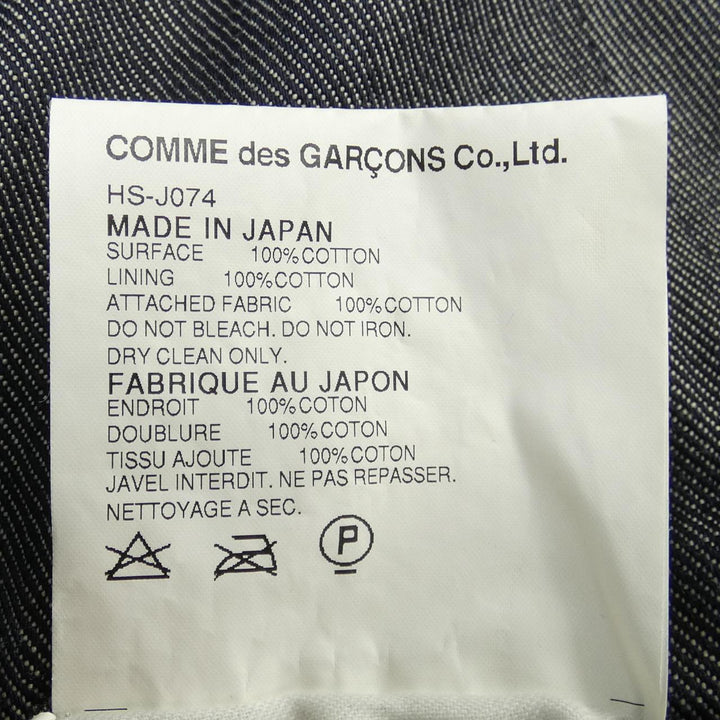 COMME des GARÇONS Co.,Ltd.
HS-J074
MADE IN JAPAN
SURFACE 100% COTTON
LINING 100% COTTON
ATTACHED FABRIC 100% COTTON
DO NOT BLEACH. DO NOT IRON.
DRY CLEAN ONLY.
FABRIQUE AU JAPON
ENDROIT 100% COTON
DOUBLURE 100% COTON
TISSU AJOUTE 100% COTON
JAVEL INTERDIT. NE PAS REPASSER.
NETTOYAGE A SEC.
P